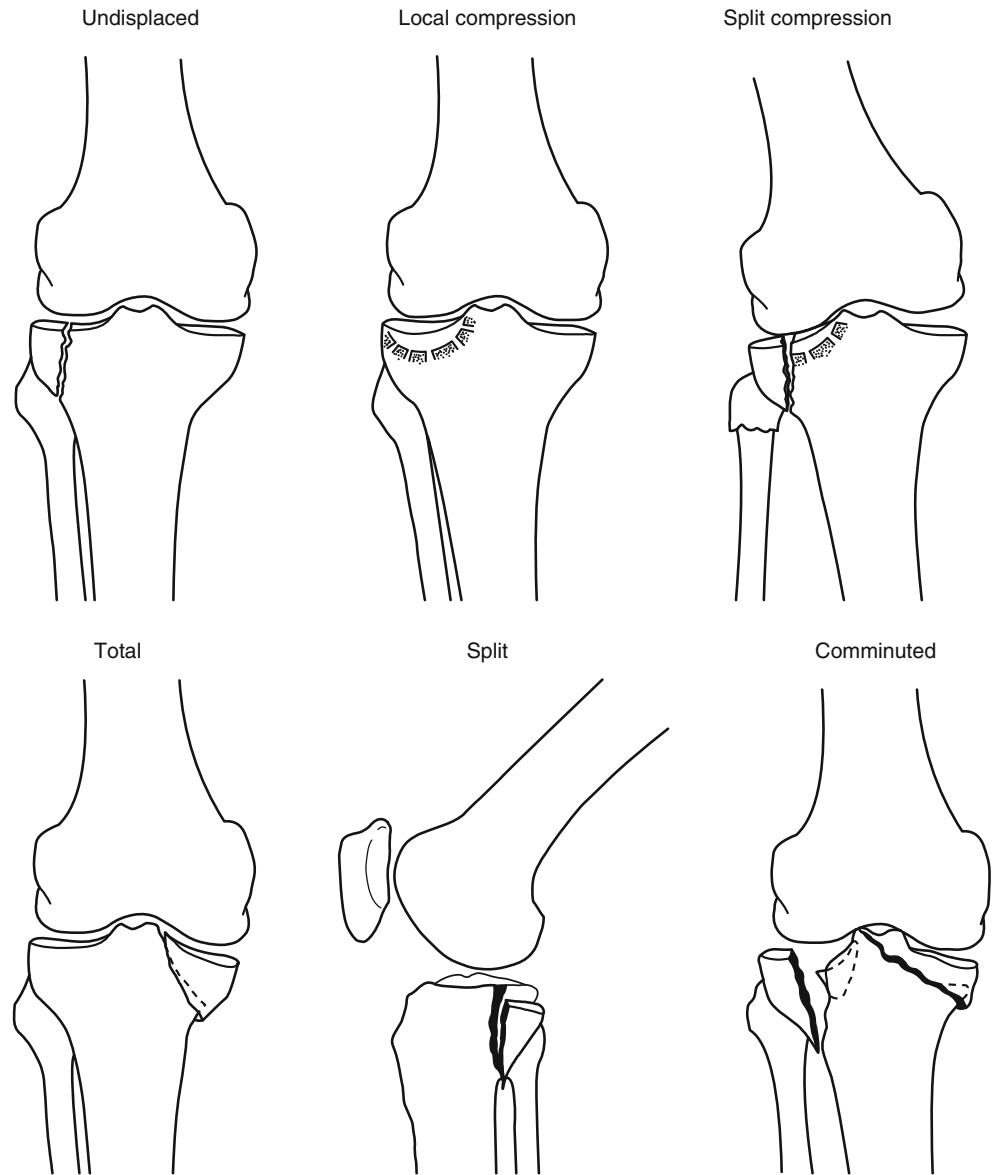 Undisplaced
Local compression
Split compression
Total
Split
Comminuted